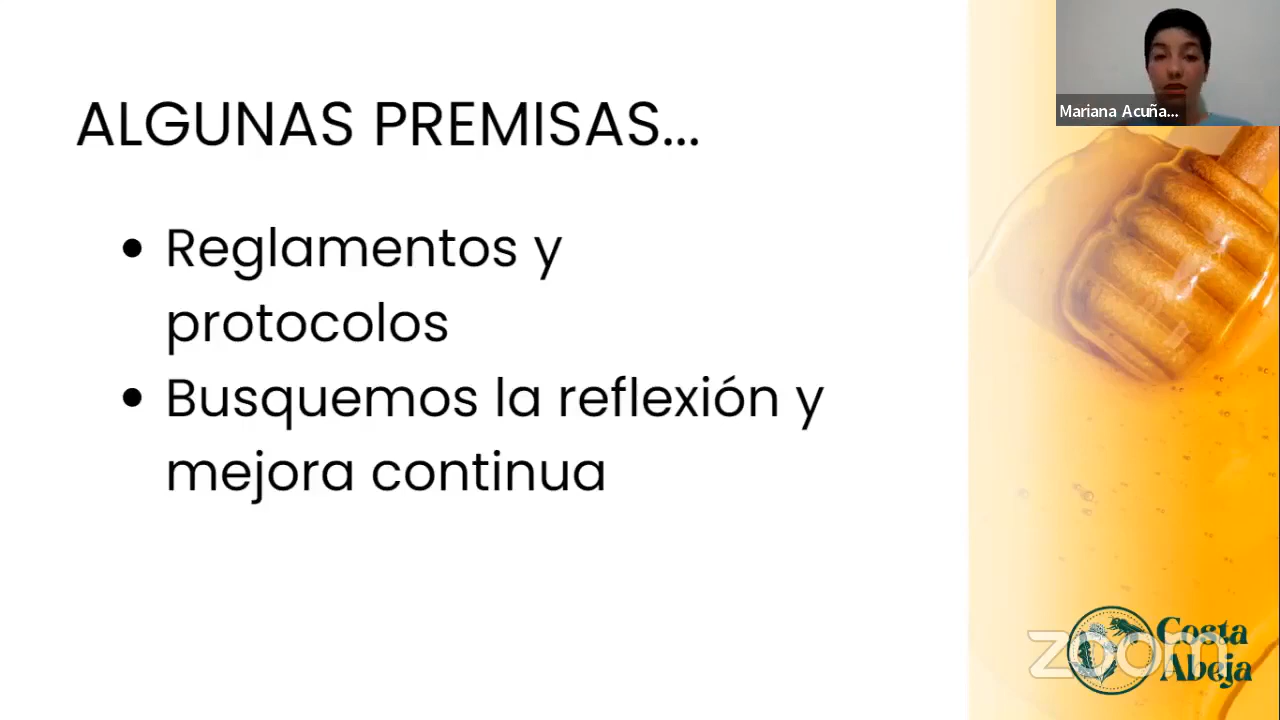 Mariana Acuña...
ALGUNAS PREMISAS...
• Reglamentos y
protocolos
• Busquemos la reflexión y
mejora continua
Costa
Abeja
zoom